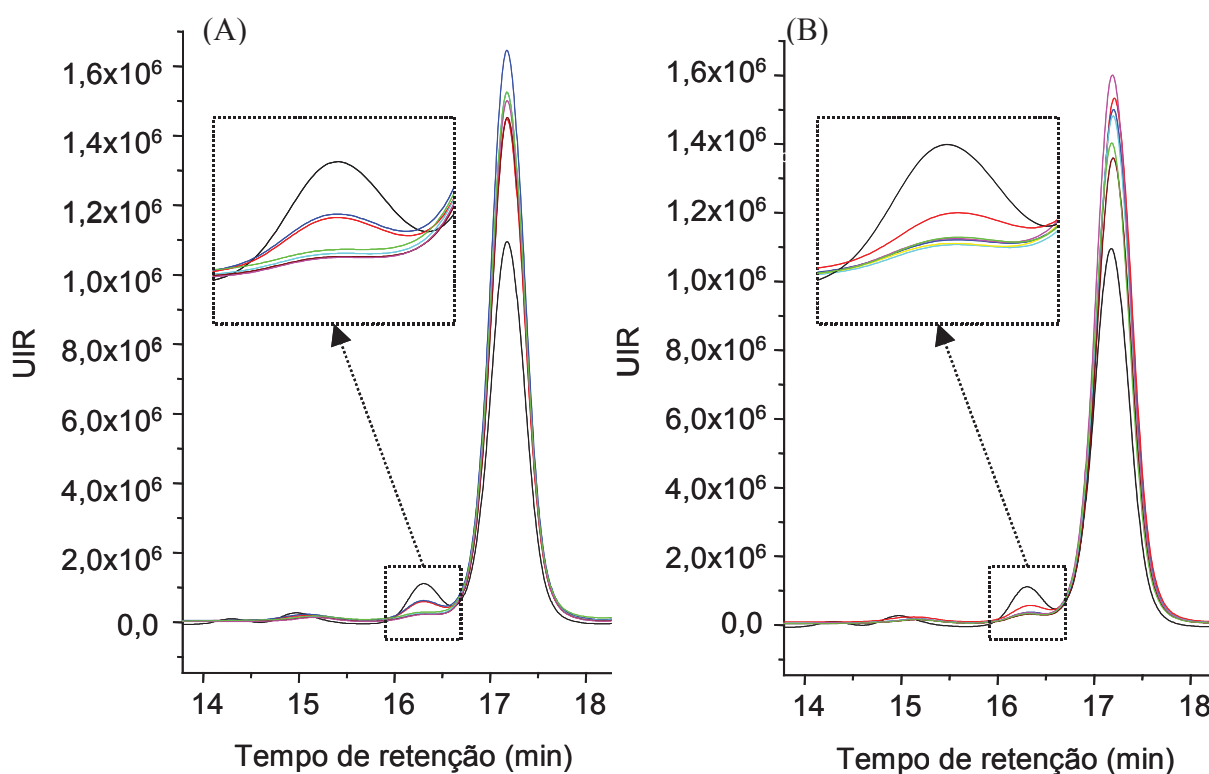 (A)
1,6x10⁶
1,4x10⁶
1,2x10⁶
1,0x10⁶
8,0x10⁶
6,0x10⁶
4,0x10⁶
2,0x10⁶
0,0
UIR
14 15 16 17 18
Tempo de retenção (min)
(B)
1,6x10⁶
1,4x10⁶
1,2x10⁶
1,0x10⁶
8,0x10⁶
6,0x10⁶
4,0x10⁶
2,0x10⁶
0,0
UIR
14 15 16 17 18
Tempo de retenção (min)